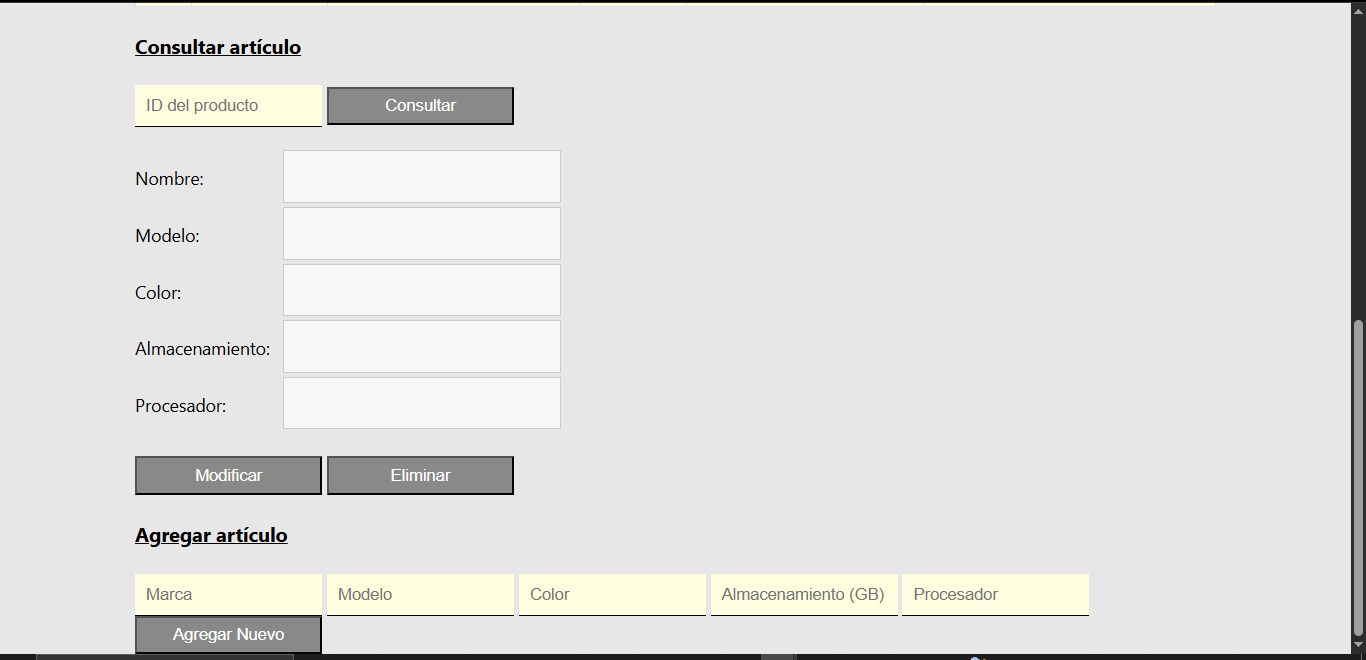 Consultar artículo
ID del producto Consultar
Nombre:
Modelo:
Color:
Almacenamiento:
Procesador:
Modificar Eliminar
Agregar artículo
Marca Modelo Color Almacenamiento (GB) Procesador
Agregar Nuevo